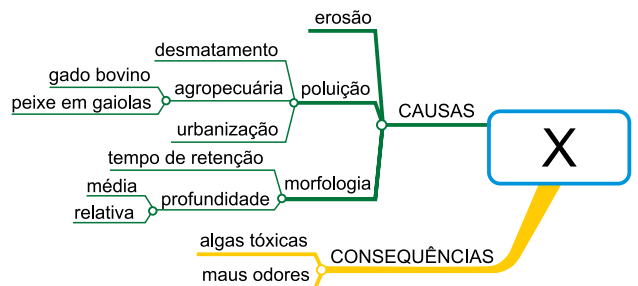 erosão
desmatamento
gado bovino
agropecuária
poluição
peixe em gaiolas
CAUSAS
urbanização
X
tempo de retenção
média
morfologia
profundidade
relativa
algas tóxicas
CONSEQUÊNCIAS
maus odores